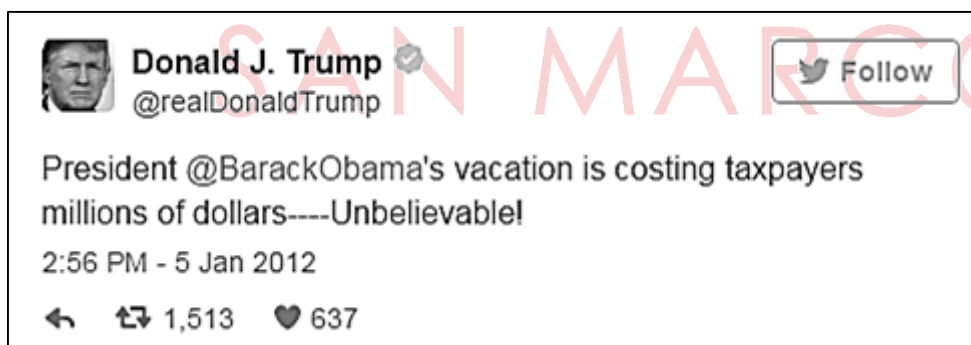 SAN MARCO
Donald J. Trump
Follow
@realDonaldTrump
President @BarackObama's vacation is costing taxpayers
millions of dollars----Unbelievable!
2:56 PM - 5 Jan 2012
1,513 637